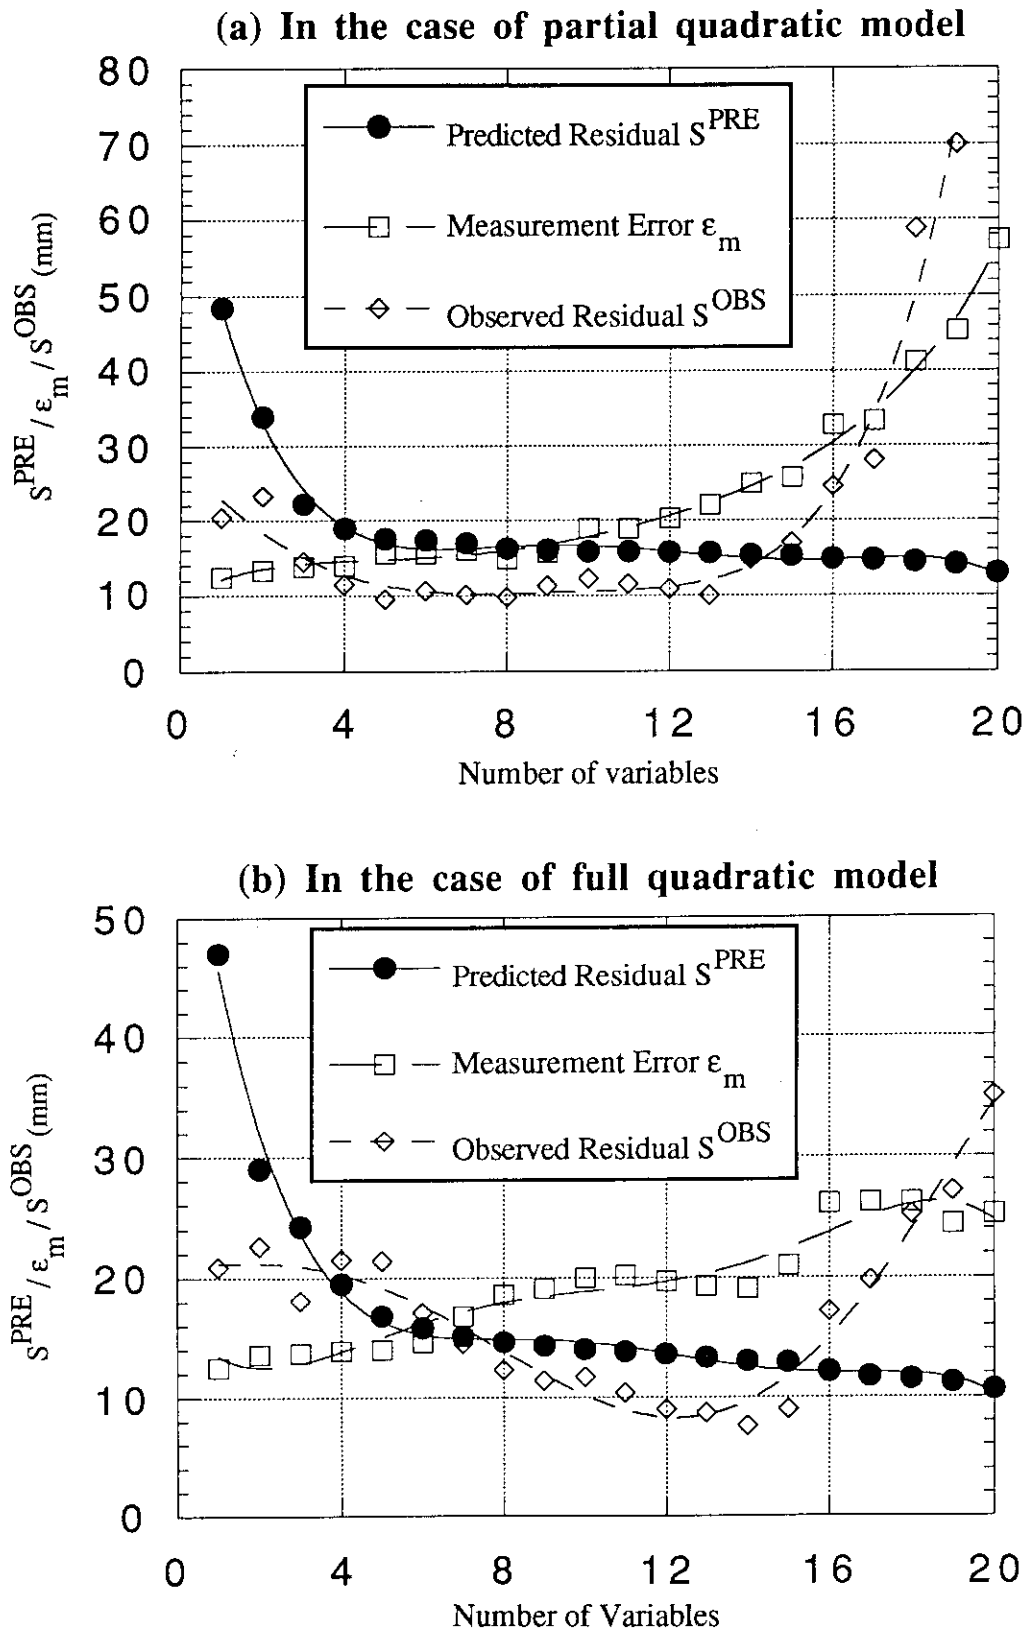 (a) In the case of partial quadratic model
80
70
60
50
40
30
20
10
0
S^PRE / ε_m / S^OBS (mm)
Predicted Residual S^PRE
Measurement Error ε_m
Observed Residual S^OBS
0 4 8 12 16 20
Number of variables
(b) In the case of full quadratic model
50
40
30
20
10
0
S^PRE / ε_m / S^OBS (mm)
Predicted Residual S^PRE
Measurement Error ε_m
Observed Residual S^OBS
0 4 8 12 16 20
Number of Variables